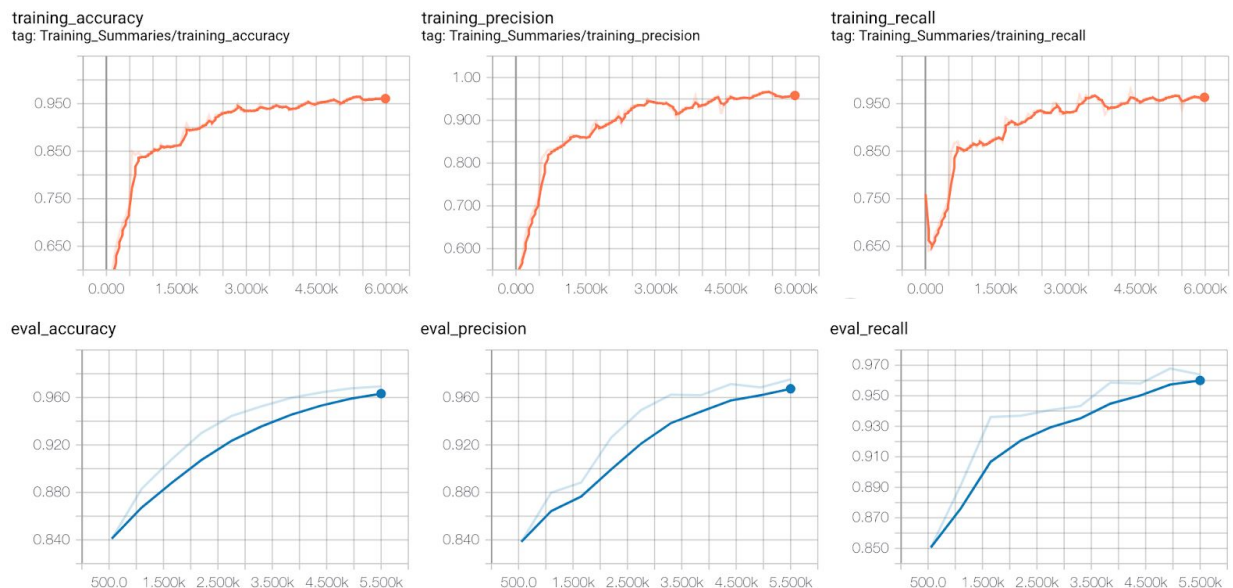 training_accuracy
tag: Training_Summaries/training_accuracy
0.950
0.850
0.750
0.650
0.000 1.500k 3.000k 4.500k 6.000k
training_precision
tag: Training_Summaries/training_precision
1.00
0.900
0.800
0.700
0.600
0.000 1.500k 3.000k 4.500k 6.000k
training_recall
tag: Training_Summaries/training_recall
0.950
0.850
0.750
0.650
0.000 1.500k 3.000k 4.500k 6.000k
eval_accuracy
0.960
0.920
0.880
0.840
500.0 1.500k 2.500k 3.500k 4.500k 5.500k
eval_precision
0.960
0.920
0.880
0.840
500.0 1.500k 2.500k 3.500k 4.500k 5.500k
eval_recall
0.970
0.950
0.930
0.910
0.890
0.870
0.850
500.0 1.500k 2.500k 3.500k 4.500k 5.500k